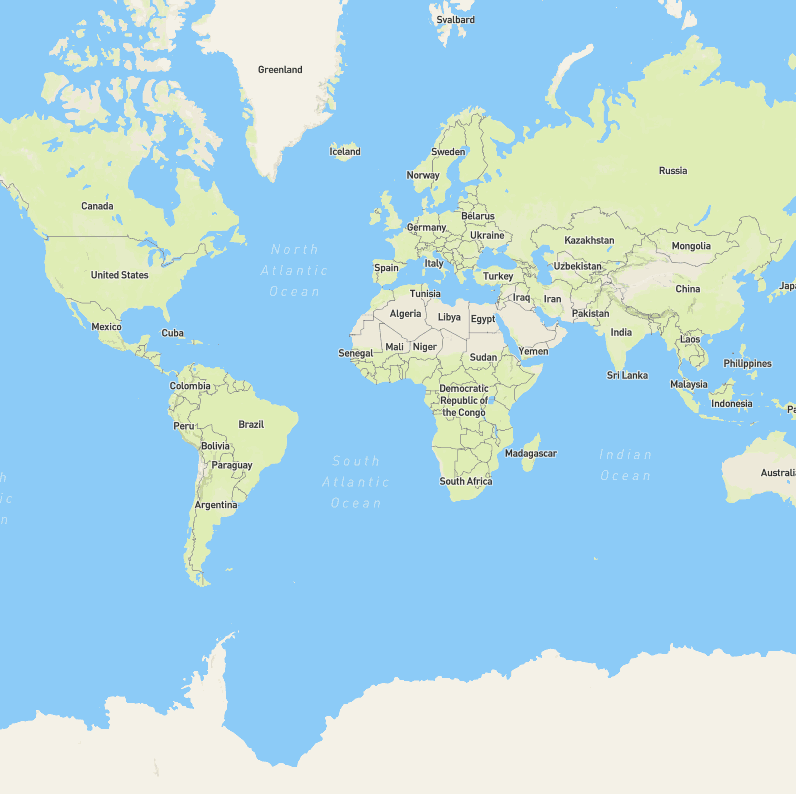 Svalbard
Greenland
Iceland
Sweden
Norway
Russia
Canada
Belarus
Germany
Ukraine
Kazakhstan
Mongolia
North
Atlantic
Ocean
Italy
Spain
Uzbekistan
United States
Turkey
China
Tunisia
Iraq
Iran
Algeria
Libya
Egypt
Pakistan
Mexico
Cuba
India
Laos
Senegal
Mali
Niger
Sudan
Yemen
Philippines
Sri Lanka
Malaysia
Colombia
Democratic
Republic of
the Congo
Indonesia
Peru
Brazil
Bolivia
Madagascar
Paraguay
South
Atlantic
Ocean
Indian
Ocean
South Africa
Argentina